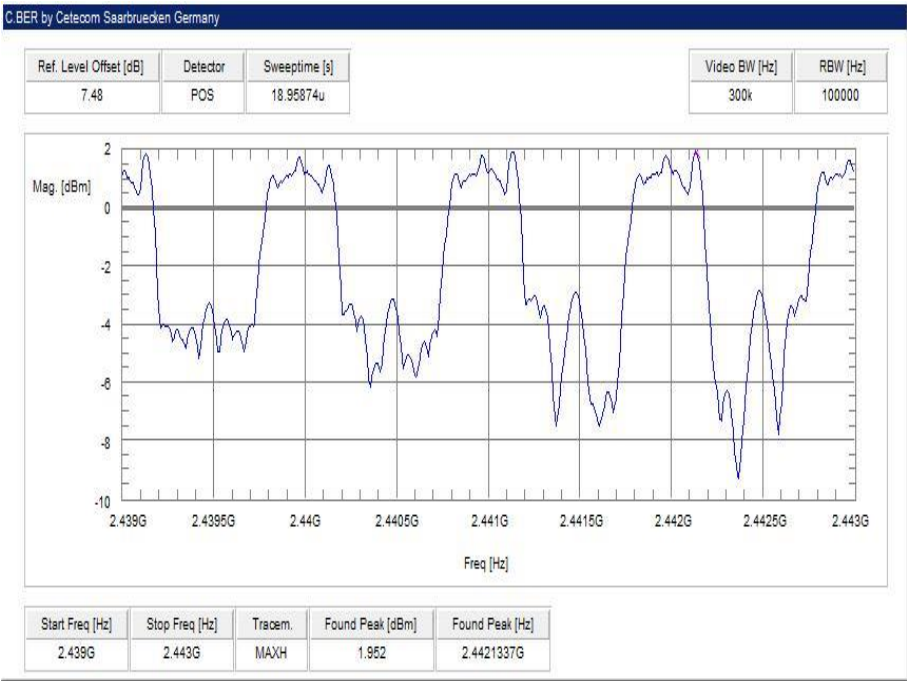 C.BER by Cetecom Saarbruecken Germany
Ref. Level Offset [dB] Detector Sweeptime [s] Video BW [Hz] RBW [Hz]
7.48 POS 18.95874u 300k 100000
2
Mag. [dBm]
0
-2
-4
-6
-8
-10
2.439G 2.4395G 2.44G 2.4405G 2.441G 2.4415G 2.442G 2.4425G 2.443G
Freq [Hz]
Start Freq [Hz] Stop Freq [Hz] Tracem. Found Peak [dBm] Found Peak [Hz]
2.439G 2.443G MAXH 1.952 2.4421337G